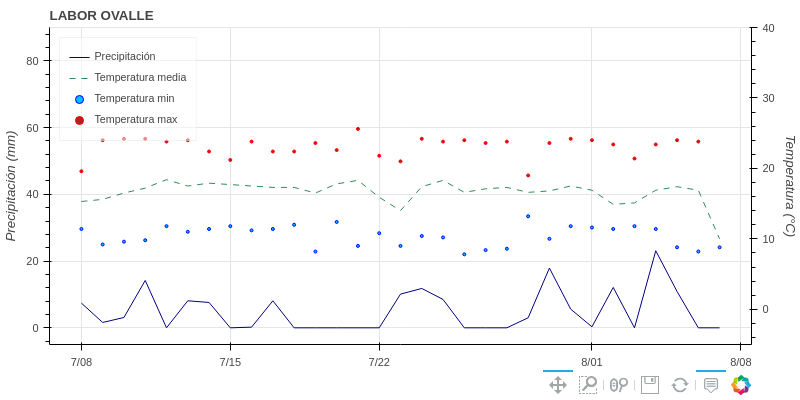 LABOR OVALLE
Precipitación
Temperatura media
Temperatura min
Temperatura max
Precipitación (mm)
80
60
40
20
0
Temperatura (°C)
40
30
20
10
0
7/08 7/15 7/22 8/01 8/08